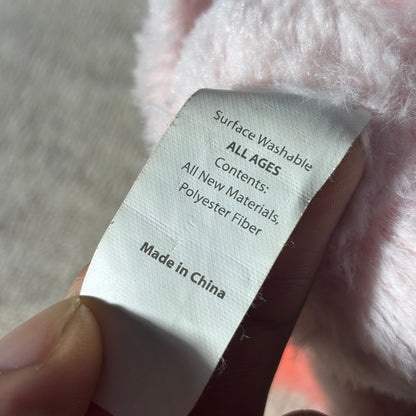 Surface Washable
ALL AGES
Contents:
All New Materials,
Polyester Fiber
Made in China